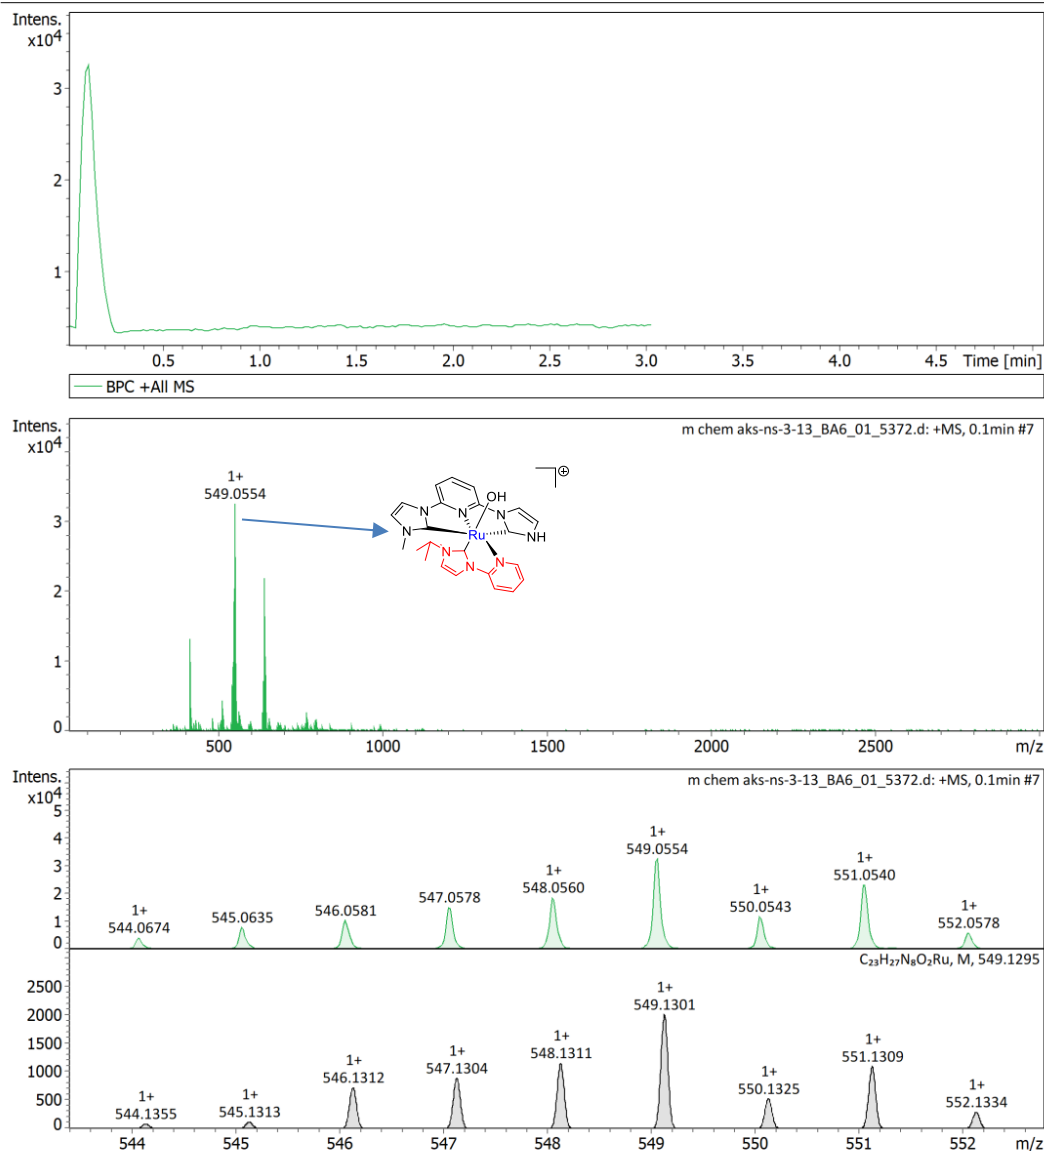 Intens.
x10⁴
3
2
1
0.5 1.0 1.5 2.0 2.5 3.0 3.5 4.0 4.5 Time [min]
BPC +All MS
Intens.
x10⁴
m chem aks-ns-3-13_BA6_01_5372.d: +MS, 0.1min #7
1+
549.0554
3
2
1
0
N
N
N
N
NH
OH
Ru
N
N
N
⊕
500 1000 1500 2000 2500 m/z
Intens.
x10⁴
m chem aks-ns-3-13_BA6_01_5372.d: +MS, 0.1min #7
5
4
3
2
1
0
1+
544.0674
545.0635
546.0581
547.0578
1+
548.0560
1+
549.0554
1+
550.0543
1+
551.0540
1+
552.0578
C₂₃H₂₇N₈O₂Ru, M, 549.1295
2500
2000
1500
1000
500
0
1+
544.1355
1+
545.1313
1+
546.1312
1+
547.1304
1+
548.1311
1+
549.1301
1+
550.1325
1+
551.1309
1+
552.1334
544 545 546 547 548 549 550 551 552 m/z